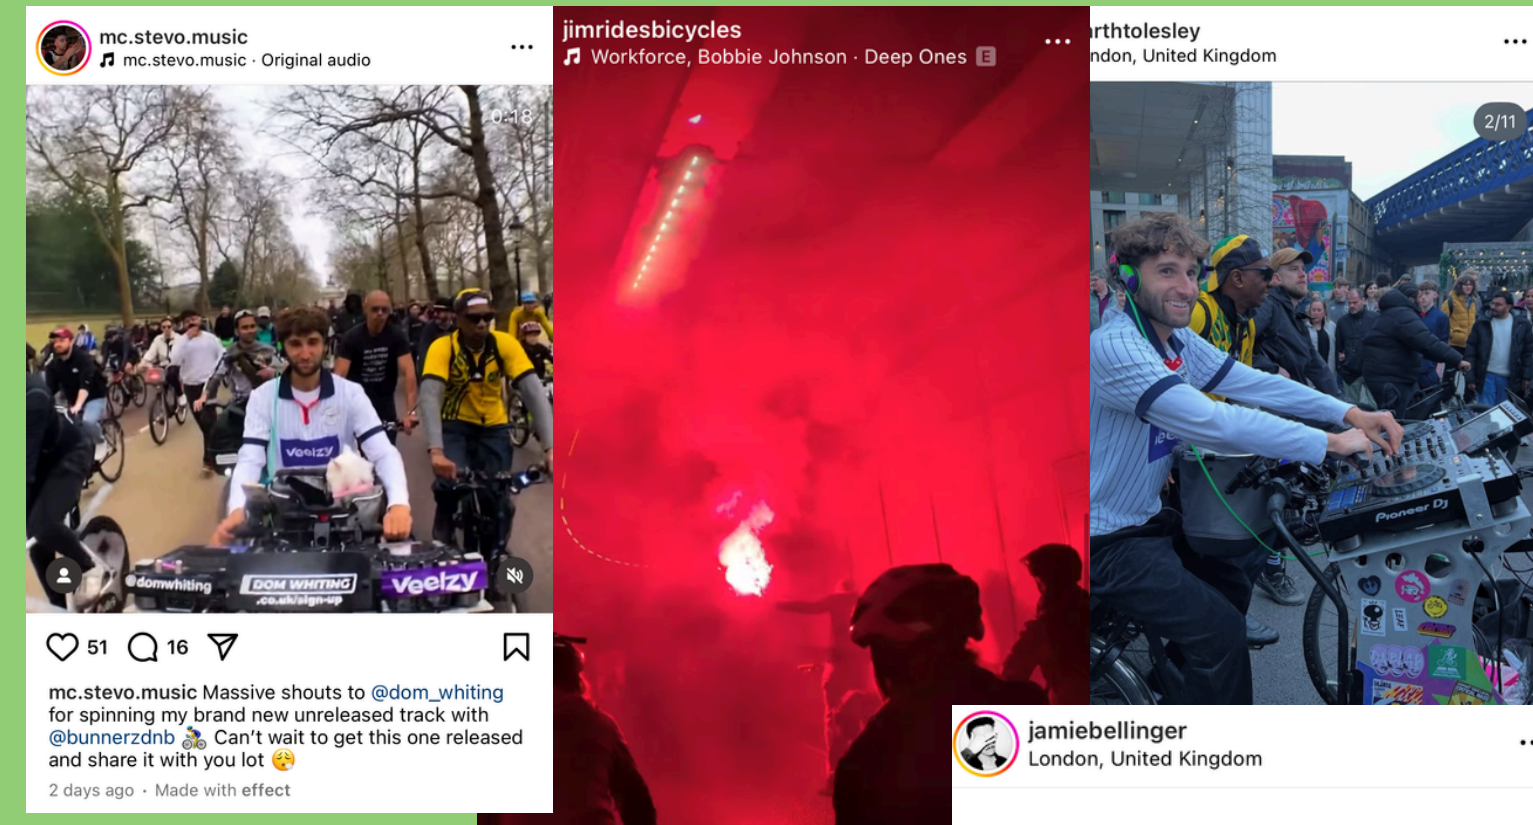 mc.stevo.music
mc.stevo.music · Original audio
0:18
veelzy
@domwhiting
DOM WHITING
.co.uk/sign-up
veelzy
51 16
mc.stevo.music Massive shouts to @dom_whiting
for spinning my brand new unreleased track with
@bunnerzdnb 🚴 Can't wait to get this one released
and share it with you lot 😮‍💨
2 days ago · Made with effect
jimridesbicycles
Workforce, Bobbie Johnson · Deep Ones E
rthtolesley
ndon, United Kingdom
2/11
Pioneer DJ
jamiebellinger
London, United Kingdom